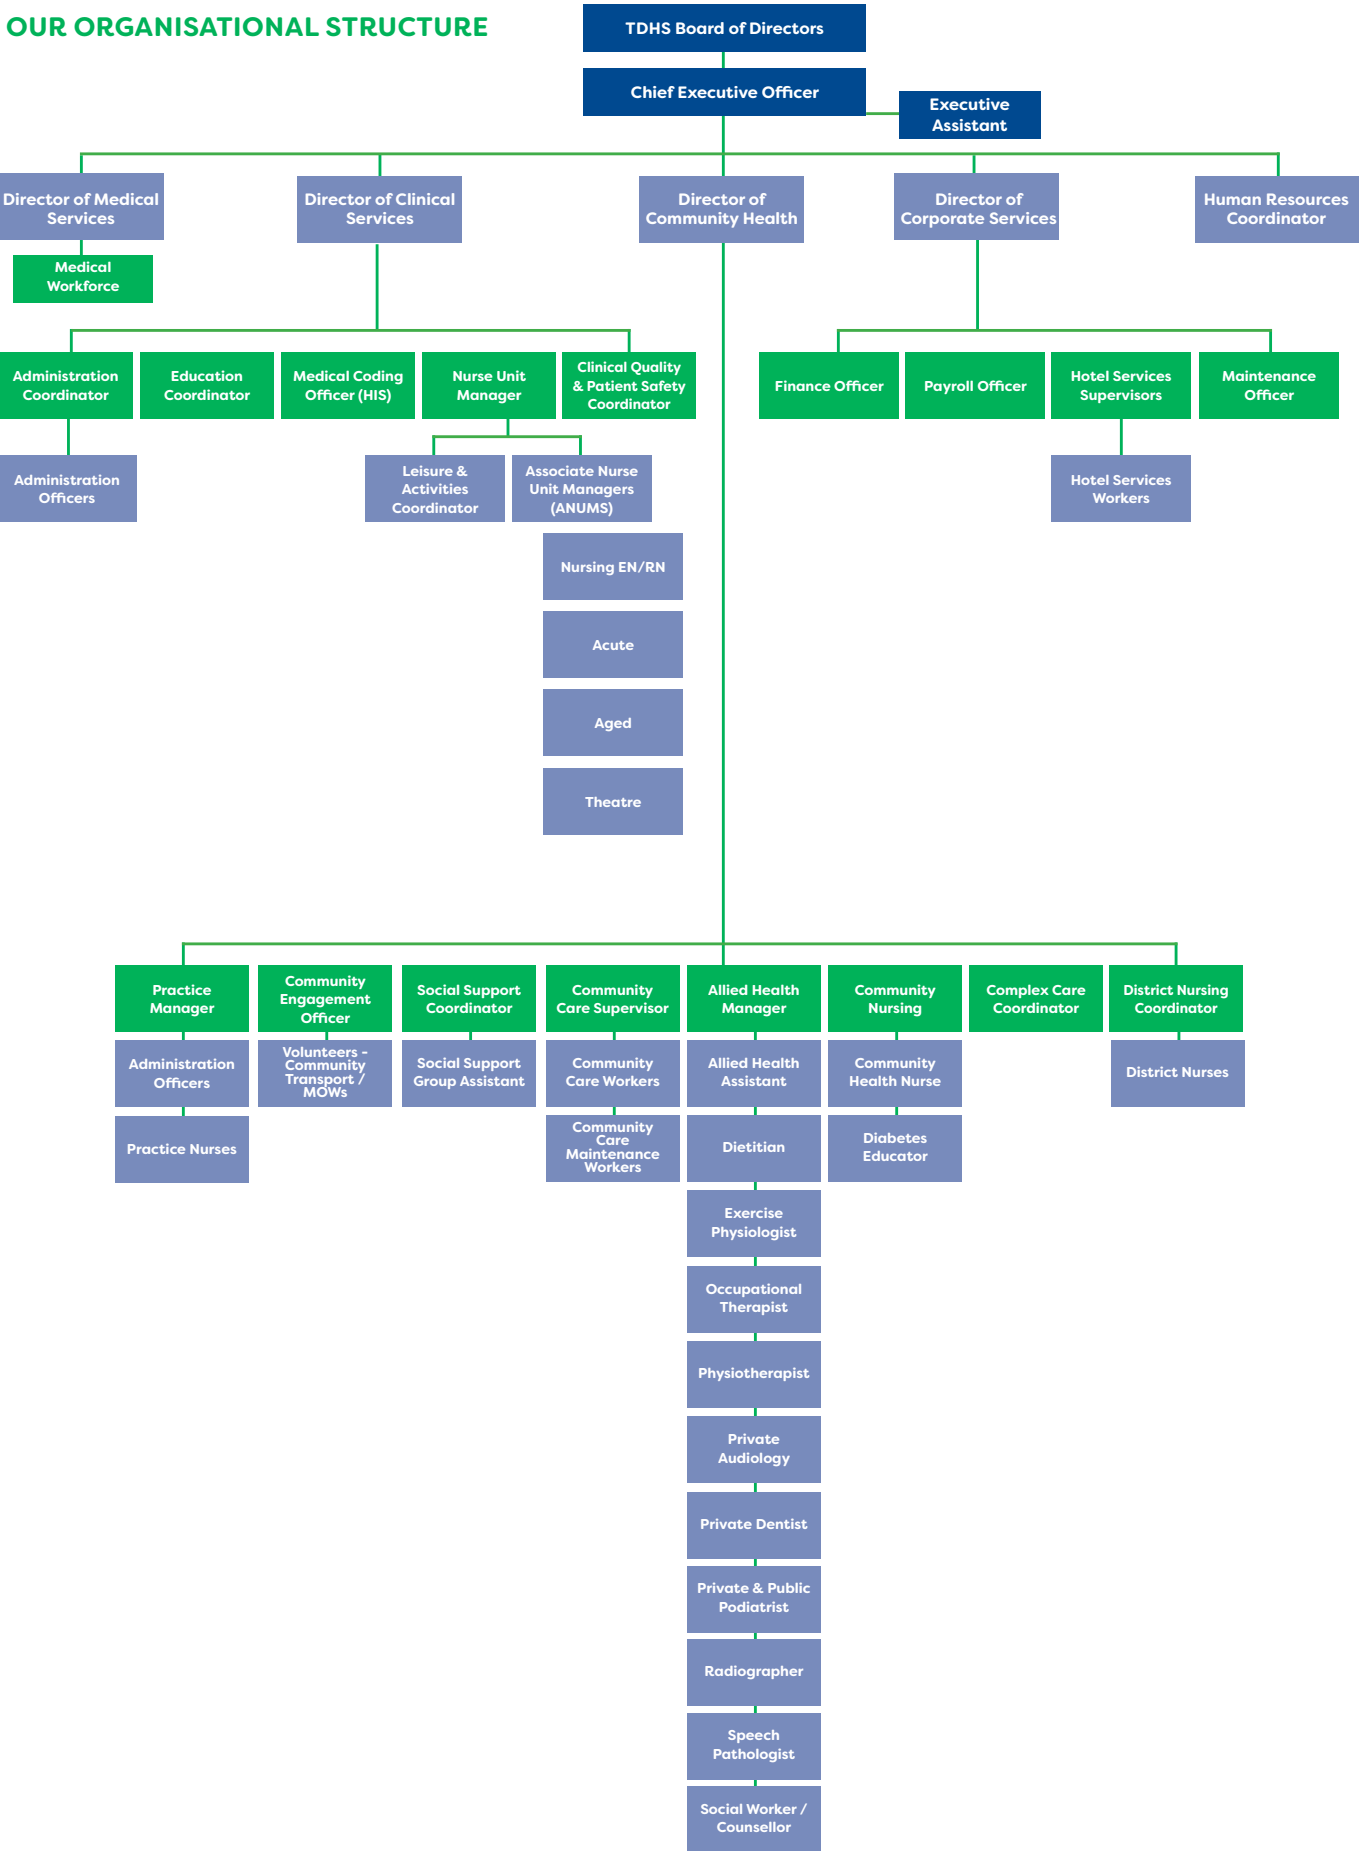 OUR ORGANISATIONAL STRUCTURE
TDHS Board of Directors
Chief Executive Officer
Executive
Assistant
Director of Medical
Services
Director of Clinical
Services
Director of
Community Health
Director of
Corporate Services
Human Resources
Coordinator
Medical
Workforce
Administration
Coordinator
Education
Coordinator
Medical Coding
Officer (HIS)
Nurse Unit
Manager
Clinical Quality
& Patient Safety
Coordinator
Finance Officer
Payroll Officer
Hotel Services
Supervisors
Maintenance
Officer
Administration
Officers
Leisure &
Activities
Coordinator
Associate Nurse
Unit Managers
(ANUMS)
Hotel Services
Workers
Nursing EN/RN
Acute
Aged
Theatre
Practice
Manager
Community
Engagement
Officer
Social Support
Coordinator
Community
Care Supervisor
Allied Health
Manager
Community
Nursing
Complex Care
Coordinator
District Nursing
Coordinator
Administration
Officers
Volunteers -
Community
Transport /
MOWs
Social Support
Group Assistant
Community
Care Workers
Allied Health
Assistant
Community
Health Nurse
District Nurses
Practice Nurses
Community
Care
Maintenance
Workers
Dietitian
Diabetes
Educator
Exercise
Physiologist
Occupational
Therapist
Physiotherapist
Private
Audiology
Private Dentist
Private & Public
Podiatrist
Radiographer
Speech
Pathologist
Social Worker /
Counsellor